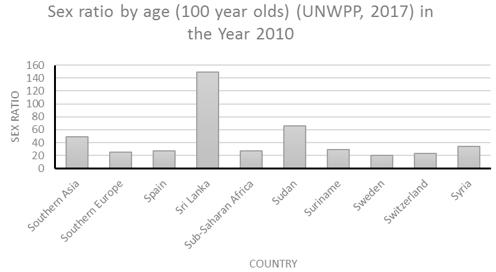 Sex ratio by age (100 year olds) (UNWPP, 2017) in
the Year 2010
SEX RATIO
160
140
120
100
80
60
40
20
0
Southern Asia
Southern Europe
Spain
Sri Lanka
Sub-Saharan Africa
Sudan
Suriname
Sweden
Switzerland
Syria
COUNTRY